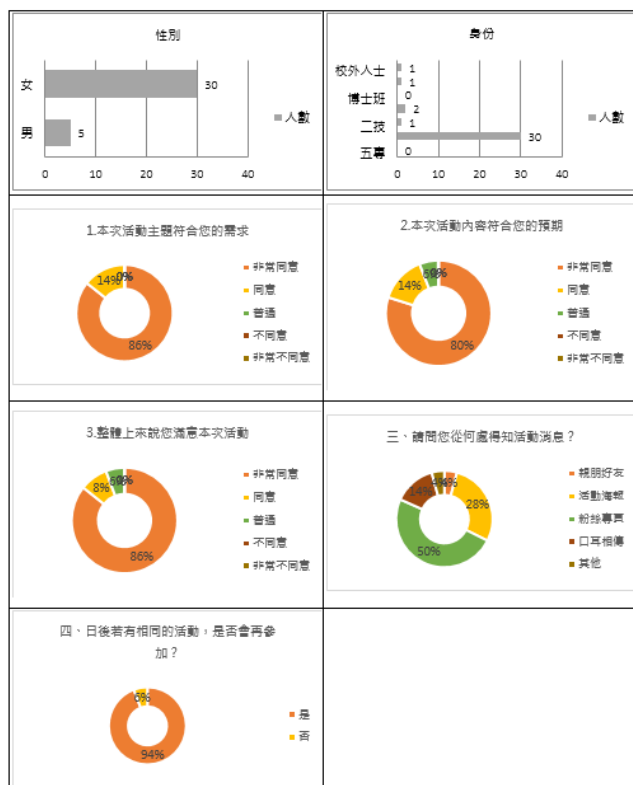 性別
女
30
男
5
0
10
20
30
40
人數
身份
校外人士
1
1
博士班
0
2
二技
1
30
五專
0
0
10
20
30
40
人數
1.本次活動主題符合您的需求
14%
0%
86%
非常同意
同意
普通
不同意
非常不同意
2.本次活動內容符合您的預期
14%
6%
0%
80%
非常同意
同意
普通
不同意
非常不同意
3.整體上來說您滿意本次活動
8%
6%
0%
86%
非常同意
同意
普通
不同意
非常不同意
三、請問您從何處得知活動消息？
14%
4%
4%
28%
50%
親朋好友
活動海報
粉絲專頁
口耳相傳
其他
四、日後若有相同的活動，是否會再參
加？
6%
94%
是
否